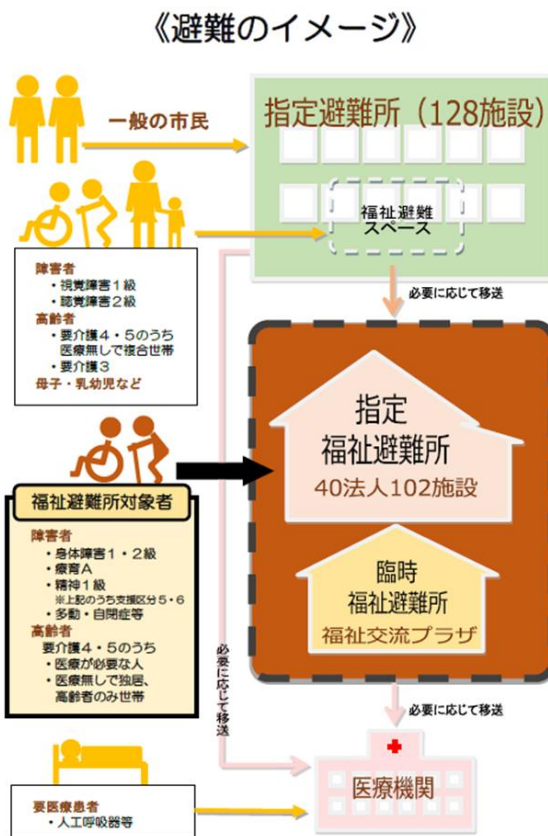 《避難のイメージ》
一般の市民
指定避難所（128施設）
福祉避難
スペース
障害者
・視覚障害1級
・聴覚障害2級
高齢者
・要介護4・5のうち
医療無しで複合世帯
・要介護3
母子・乳幼児など
必要に応じて移送
指定
福祉避難所
40法人102施設
福祉避難所対象者
障害者
・身体障害1・2級
・療育A
・精神1級
※上記のうち支援区分5・6
・多動・自閉症等
高齢者
要介護4・5のうち
・医療が必要な人
・医療無しで独居、
高齢者のみ世帯
臨時
福祉避難所
福祉交流プラザ
必要に応じて移送
必要に応じて移送
医療機関
要医療患者
・人工呼吸器等